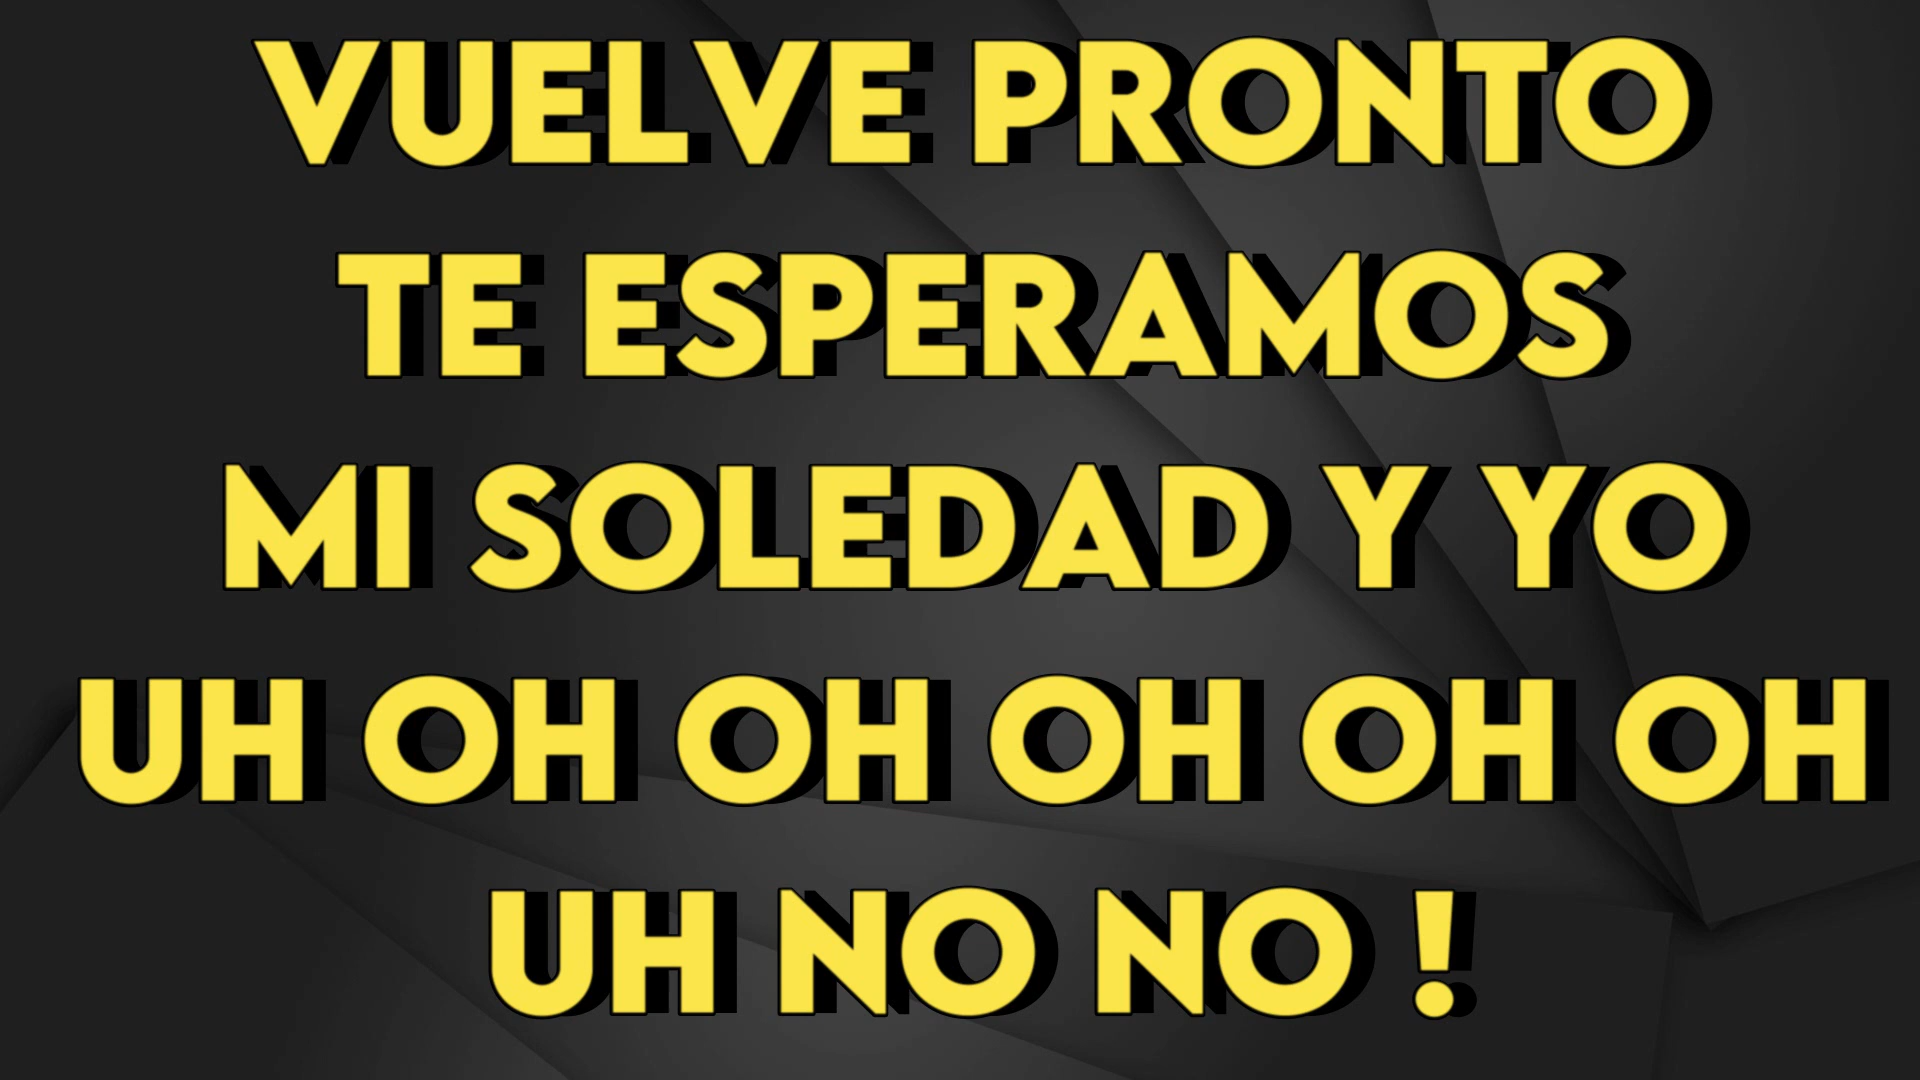 VUELVE PRONTO
TE ESPERAMOS
MI SOLEDAD Y YO
UH OH OH OH OH OH
UH NO NO !